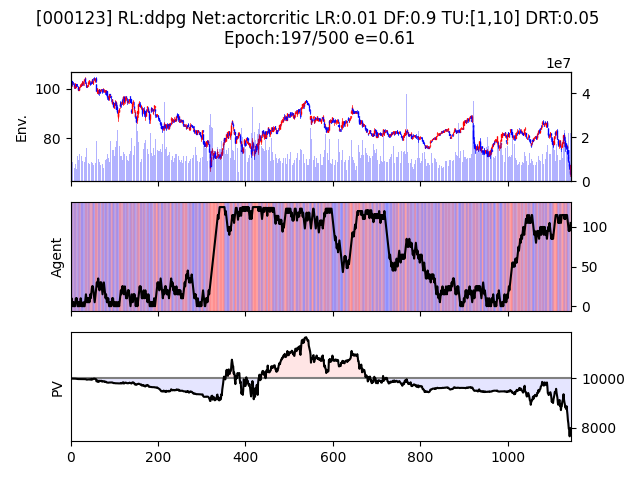 [000123] RL:ddpg Net:actorcritic LR:0.01 DF:0.9 TU:[1,10] DRT:0.05
Epoch:197/500 e=0.61
1e7
Env.
100
80
4
2
0
Agent
100
50
0
PV
10000
8000
0
200
400
600
800
1000